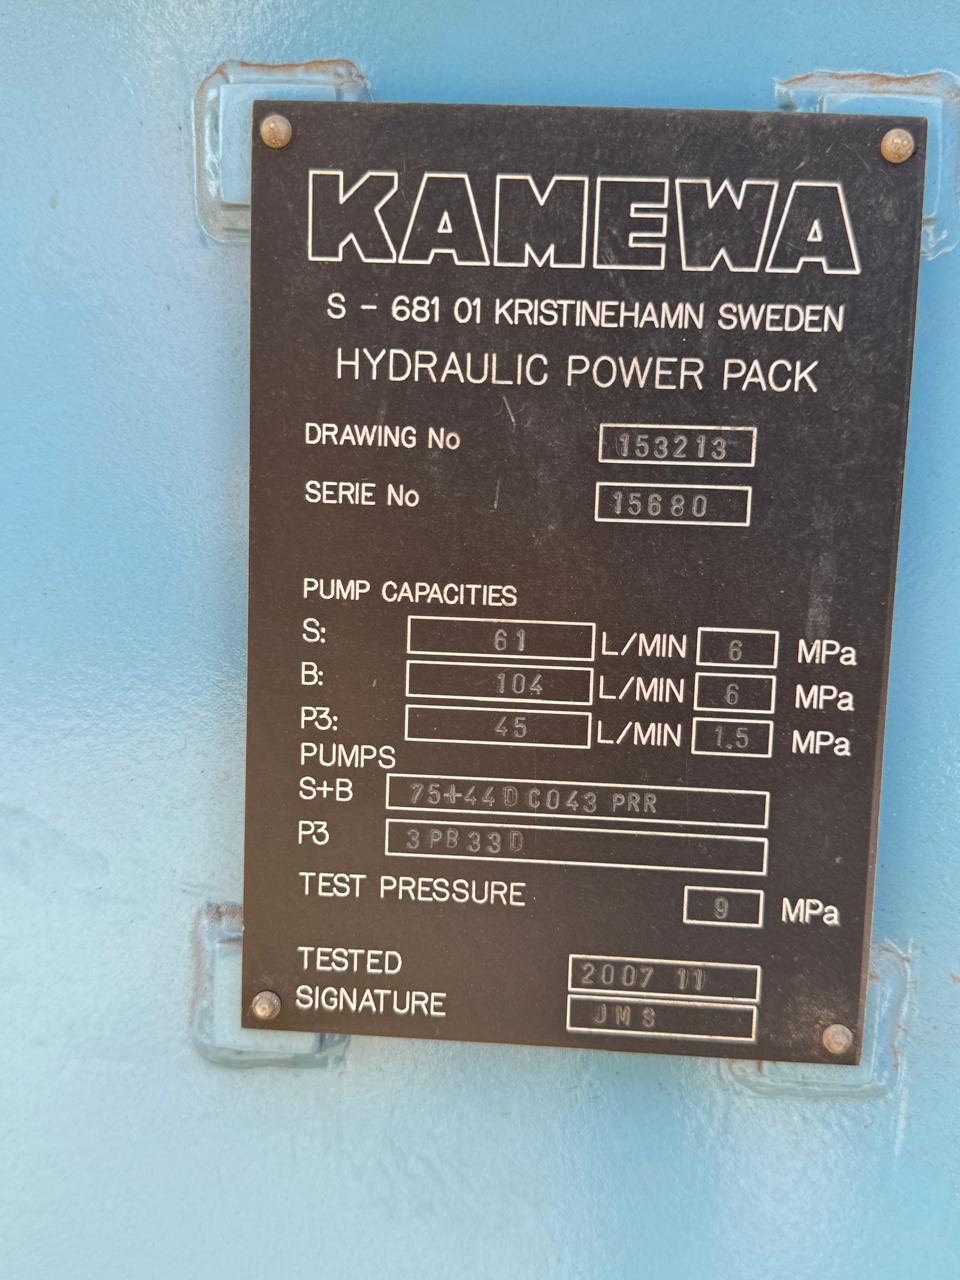 KAMEWA
S - 681 01 KRISTINEHAMN SWEDEN
HYDRAULIC POWER PACK
DRAWING No 153213
SERIE No 15680
PUMP CAPACITIES
S: 61 L/MIN 6 MPa
B: 104 L/MIN 6 MPa
P3: 45 L/MIN 1.5 MPa
PUMPS
S+B 75+44D C043 PRR
P3 3PB33D
TEST PRESSURE 9 MPa
TESTED 2007 11
SIGNATURE JMS